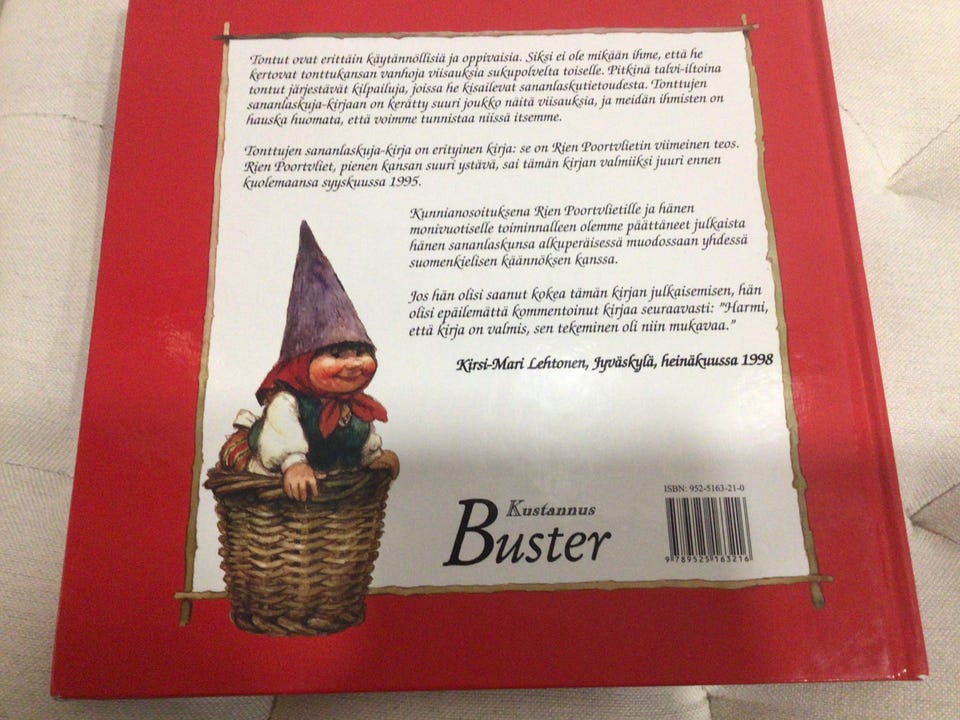 Tontut ovat erittäin käytännöllisiä ja oppivaisia. Siksi ei ole mikään ihme, että he
kertovat tonttukansan vanhoja viisauksia sukupolvelta toiselle. Pitkinä talvi-iltoina
tontut järjestävät kilpailuja, joissa he kisailevat sananlaskutietoudesta. Tonttujen
sananlaskuja-kirjaan on kerätty suuri joukko näitä viisauksia, ja meidän ihmisten on
hauska huomata, että voimme tunnistaa niissä itsemme.
Tonttujen sananlaskuja-kirja on erityinen kirja: se on Rien Poortvlietin viimeinen teos.
Rien Poortvliet, pienen kansan suuri ystävä, sai tämän kirjan valmiiksi juuri ennen
kuolemaansa syyskuussa 1995.
Kunnianosoituksena Rien Poortvlietille ja hänen
monivuotiselle toiminnalleen olemme päättäneet julkaista
hänen sananlaskunsa alkuperäisessä muodossaan yhdessä
suomenkielisen käännöksen kanssa.
Jos hän olisi saanut kokea tämän kirjan julkaisemisen, hän
olisi epäilemättä kommentoinut kirjaa seuraavasti: ”Harmi,
että kirja on valmis, sen tekeminen oli niin mukavaa.”
Kirsi-Mari Lehtonen, Jyväskylä, heinäkuussa 1998
Kustannus
Buster
ISBN: 952-5163-21-0
9 789525 163216